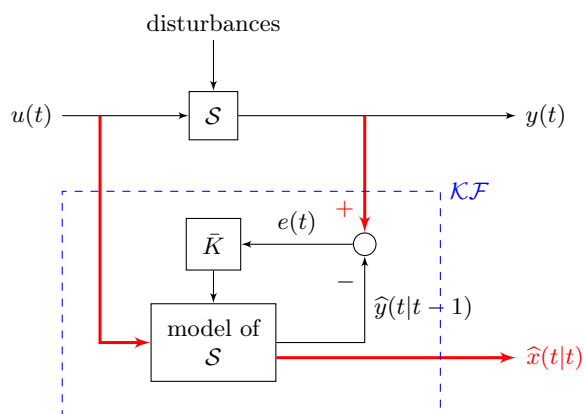 disturbances
u(t)
𝒮
y(t)
𝒦ℱ
+
e(t)
K̄
−
ŷ(t|t − 1)
model of
𝒮
x̂(t|t)